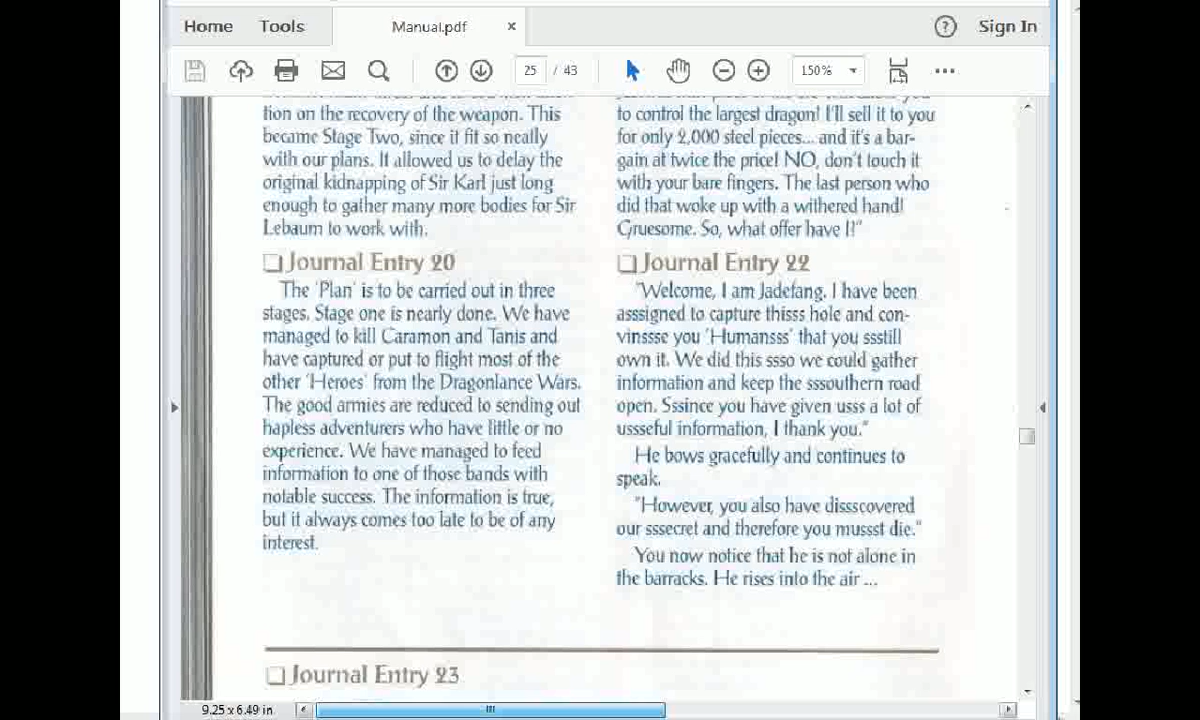 Home
Tools
Manual.pdf
×
?
Sign In
25 / 43
150%
tion on the recovery of the weapon. This
became Stage Two, since it fit so neally
with our plans. It allowed us to delay the
original kidnapping of Sir Karl just long
enough to gather many more bodies for Sir
Lebaum to work with.
Journal Entry 20
The 'Plan' is to be carried out in three
stages. Stage one is nearly done. We have
managed to kill Caramon and Tanis and
have captured or put to flight most of the
other 'Heroes' from the Dragonlance Wars.
The good armies are reduced to sending out
hapless adventurers who have little or no
experience. We have managed to feed
information to one of those bands with
notable success. The information is true,
but it always comes too late to be of any
interest.
to control the largest dragon! I'll sell it to you
for only 2,000 steel pieces... and it's a bar-
gain at twice the price! NO, don't touch it
with your bare fingers. The last person who
did that woke up with a withered hand!
Gruesome. So, what offer have I?"
Journal Entry 22
"Welcome, I am Jadefang. I have been
asssigned to capture thisss hole and con-
vinssse you 'Humansss' that you ssstill
own it. We did this ssso we could gather
information and keep the sssouthern road
open. Sssince you have given usss a lot of
ussseful information, I thank you."
He bows gracefully and continues to
speak.
"However, you also have dissscovered
our sssecret and therefore you mussst die."
You now notice that he is not alone in
the barracks. He rises into the air ...
Journal Entry 23
9.25 x 6.49 in